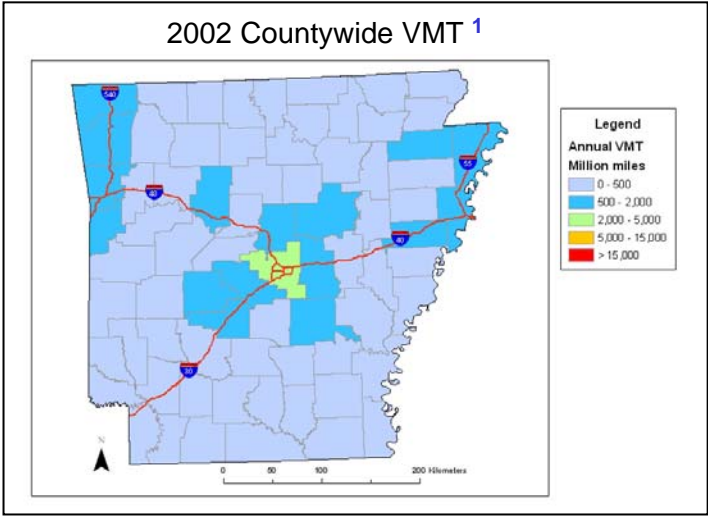 2002 Countywide VMT 1
540
Legend
Annual VMT
Million miles
0 - 500
500 - 2,000
2,000 - 5,000
5,000 - 15,000
> 15,000
55
40
40
30
N
0 50 100 200 Kilometers